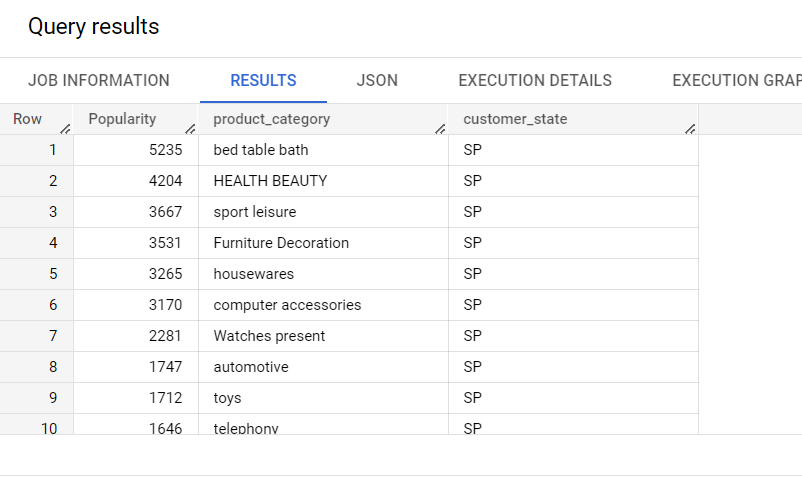 Query results
JOB INFORMATION RESULTS JSON EXECUTION DETAILS EXECUTION GRAP
Row Popularity product_category customer_state
1 5235 bed table bath SP
2 4204 HEALTH BEAUTY SP
3 3667 sport leisure SP
4 3531 Furniture Decoration SP
5 3265 housewares SP
6 3170 computer accessories SP
7 2281 Watches present SP
8 1747 automotive SP
9 1712 toys SP
10 1646 telephony SP